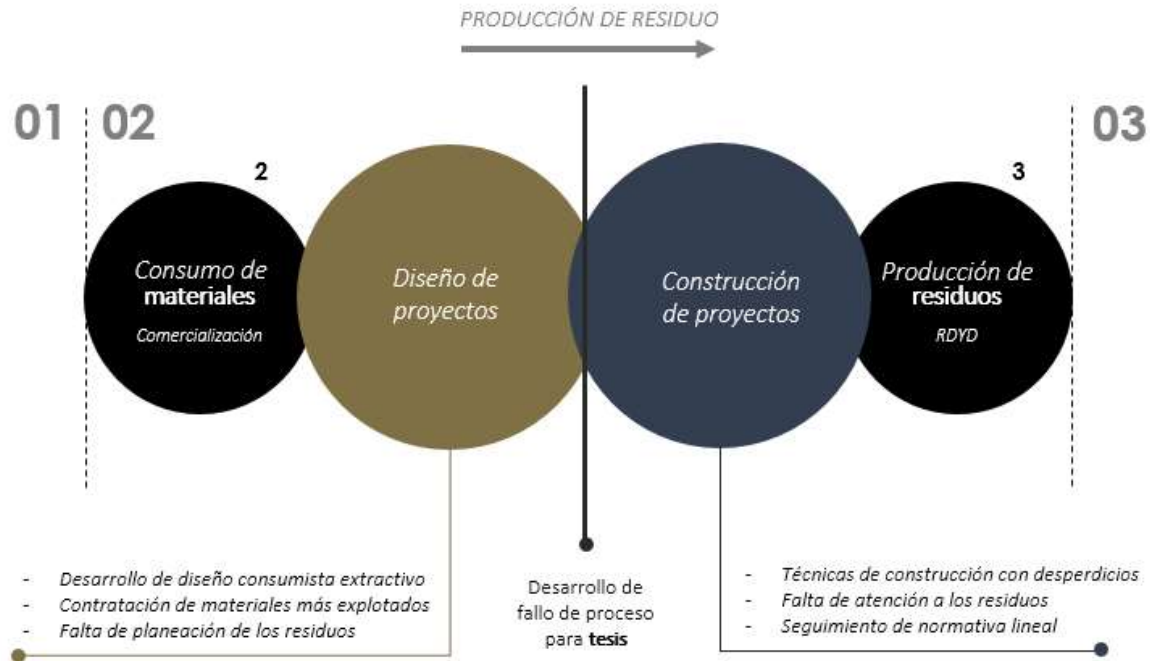 PRODUCCIÓN DE RESIDUO
01
02
03
2
3
Consumo de
materiales
Comercialización
Diseño de
proyectos
Construcción
de proyectos
Producción de
residuos
RDYD
- Desarrollo de diseño consumista extractivo
- Contratación de materiales más explotados
- Falta de planeación de los residuos
Desarrollo de
fallo de proceso
para tesis
- Técnicas de construcción con desperdicios
- Falta de atención a los residuos
- Seguimiento de normativa lineal